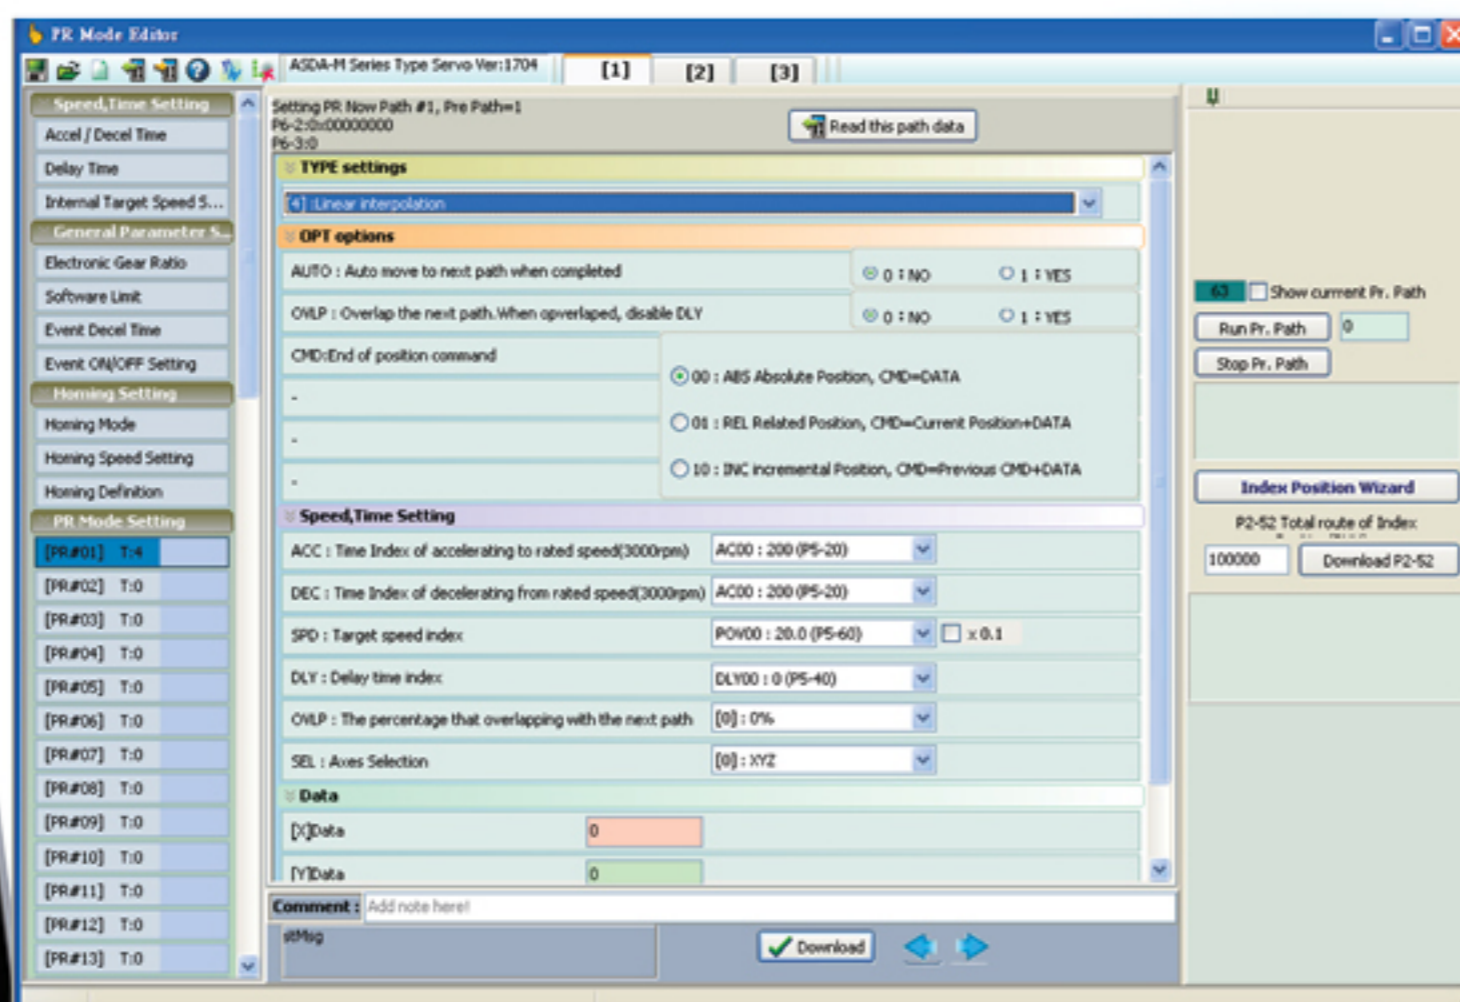 PR Mode Editor
ASDA-M Series Type Servo Ver:1704
[1]
[2]
[3]
Speed,Time Setting
Accel / Decel Time
Delay Time
Internal Target Speed S...
General Parameter S...
Electronic Gear Ratio
Software Limit
Event Decel Time
Event ON/OFF Setting
Homing Setting
Homing Mode
Homing Speed Setting
Homing Definition
PR Mode Setting
[PR#01] T:4
[PR#02] T:0
[PR#03] T:0
[PR#04] T:0
[PR#05] T:0
[PR#06] T:0
[PR#07] T:0
[PR#08] T:0
[PR#09] T:0
[PR#10] T:0
[PR#11] T:0
[PR#12] T:0
[PR#13] T:0
Setting PR Now Path #1, Pre Path=1
P6-2:0x00000000
P6-3:0
Read this path data
TYPE settings
[4] :Linear interpolation
OPT options
AUTO : Auto move to next path when completed
0 : NO
1 : YES
OVLP : Overlap the next path.When opverlaped, disable DLY
0 : NO
1 : YES
CMD:End of position command
-
-
-
00 : ABS Absolute Position, CMD=DATA
01 : REL Related Position, CMD=Current Position+DATA
10 : INC incremental Position, CMD=Previous CMD+DATA
Speed,Time Setting
ACC : Time Index of accelerating to rated speed(3000rpm)
AC00 : 200 (P5-20)
DEC : Time Index of decelerating from rated speed(3000rpm)
AC00 : 200 (P5-20)
SPD : Target speed index
POV00 : 20.0 (P5-60)
x 0.1
DLY : Delay time index
DLY00 : 0 (P5-40)
OVLP : The percentage that overlapping with the next path
[0] : 0%
SEL : Axes Selection
[0] : XYZ
Data
[X]Data
0
[Y]Data
0
Comment :
Add note here!
stMsg
Download
63
Show currrent Pr. Path
Run Pr. Path
0
Stop Pr. Path
Index Position Wizard
P2-52 Total route of Index
100000
Download P2-52